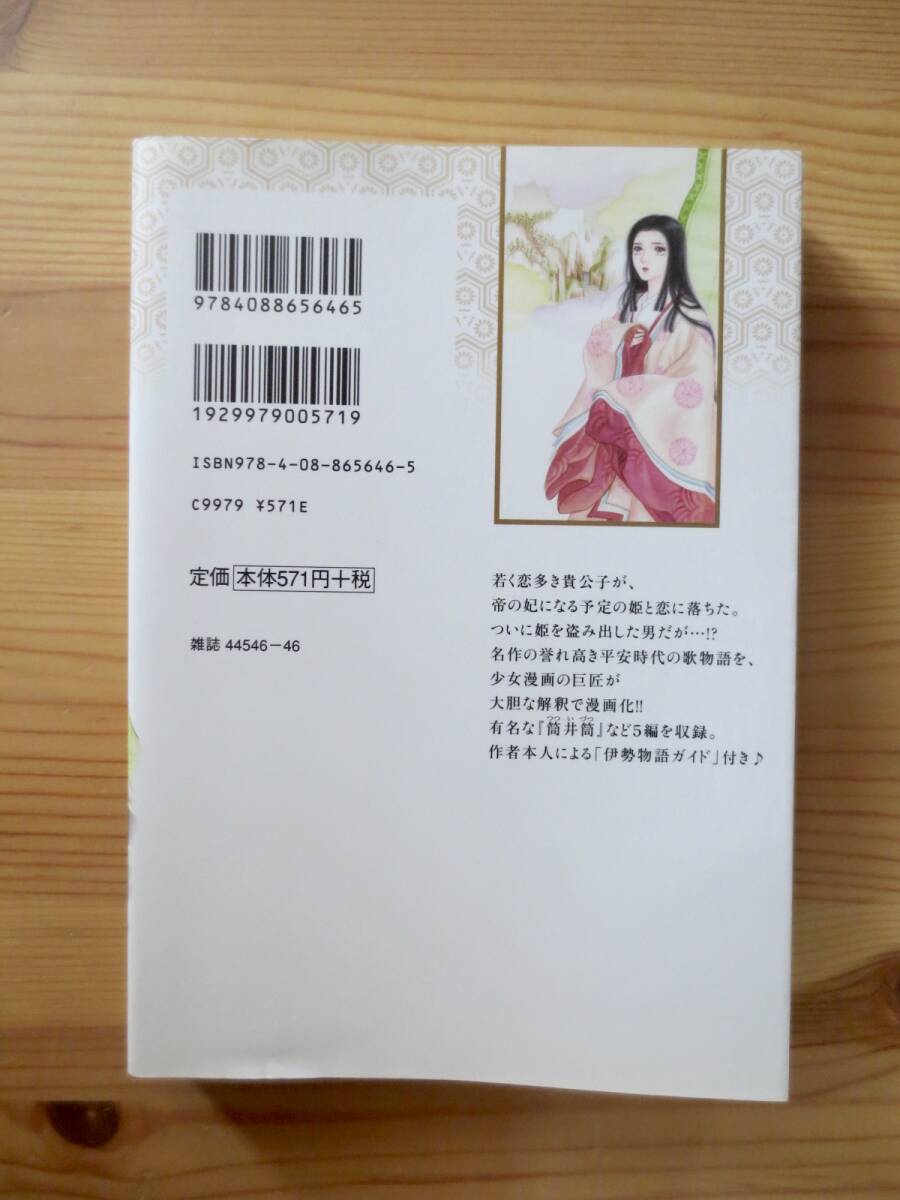 9784088656465
1929979005719
ISBN978-4-08-865646-5
C9979 ¥571E
定価 本体571円+税
雑誌 44546-46
若く恋多き貴公子が、
帝の妃になる予定の姫と恋に落ちた。
ついに姫を盗み出した男だが…!?
名作の誉れ高き平安時代の歌物語を、
少女漫画の巨匠が
大胆な解釈で漫画化!!
有名な『筒井筒』など5編を収録。
作者本人による「伊勢物語ガイド」付き♪